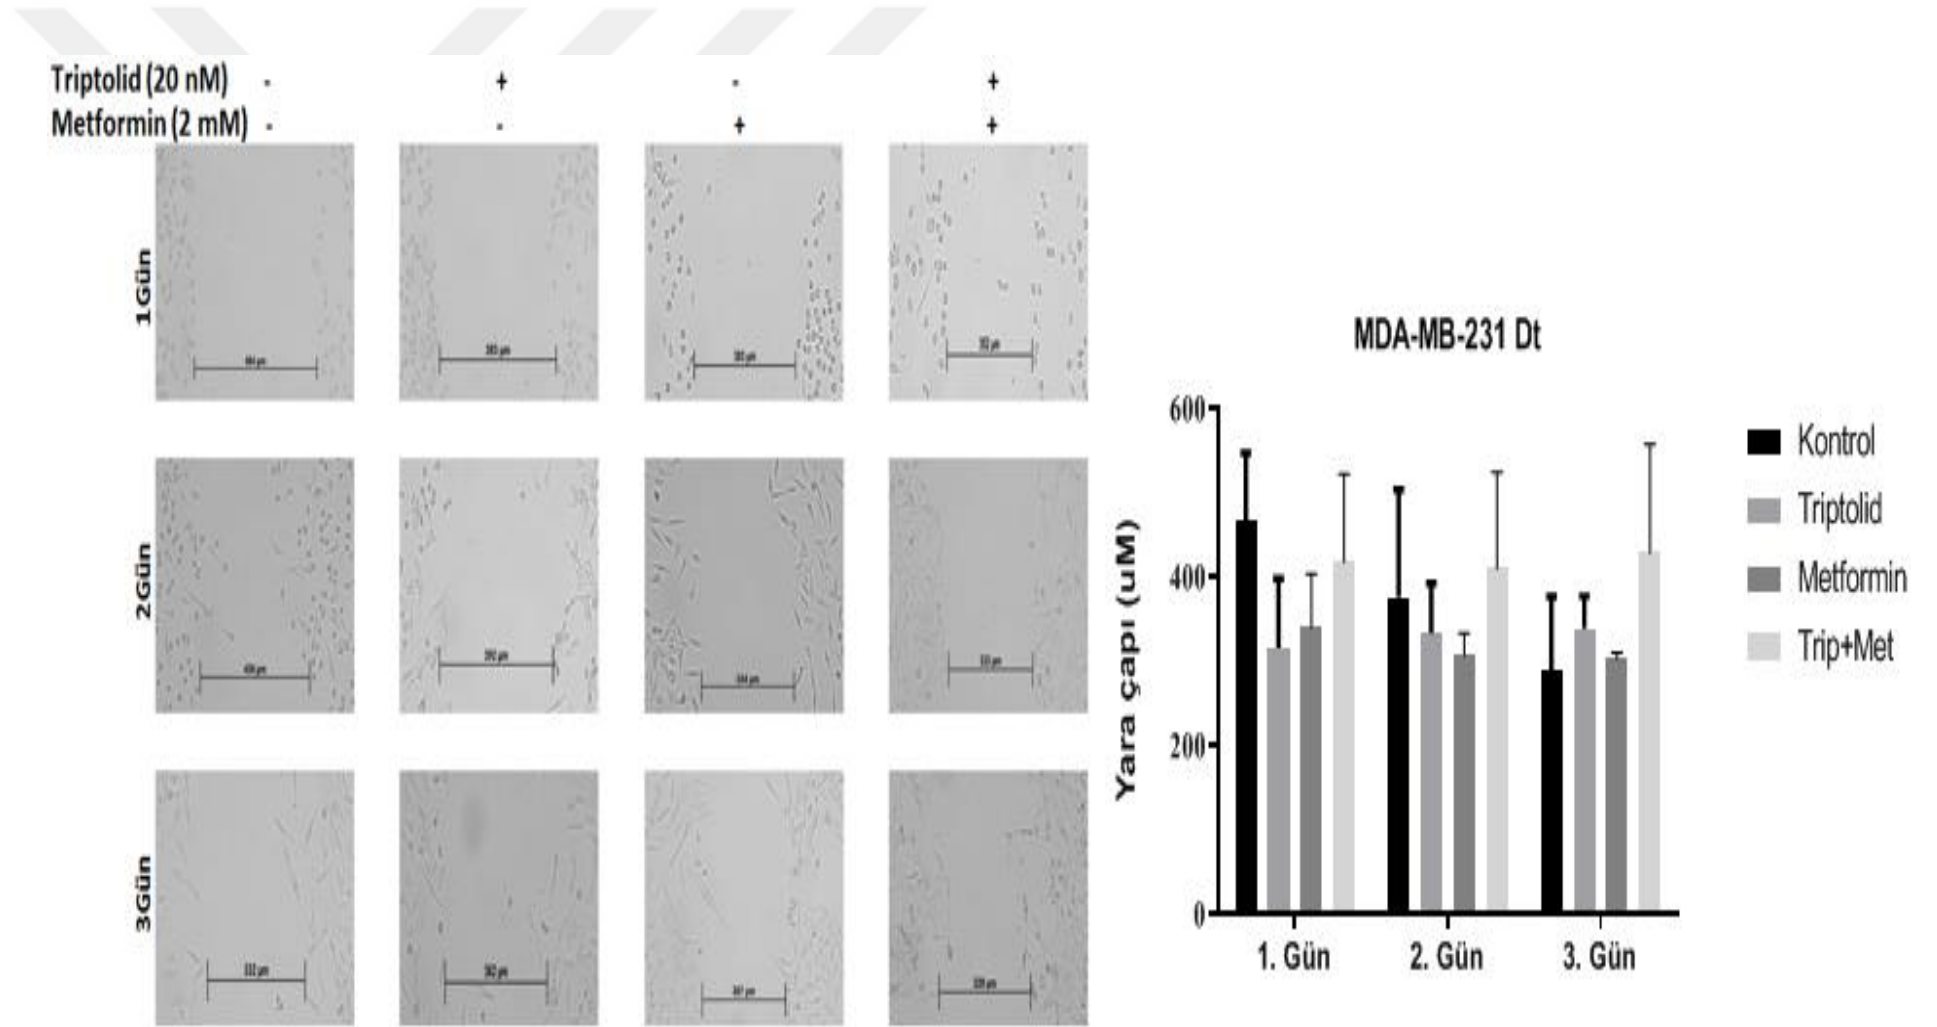 Triptolid (20 nM) - + - +
Metformin (2 mM) - - + +
1Gün
2Gün
3Gün
MDA-MB-231 Dt
Yara çapı (uM)
600
400
200
0
1. Gün 2. Gün 3. Gün
Kontrol
Triptolid
Metformin
Trip+Met